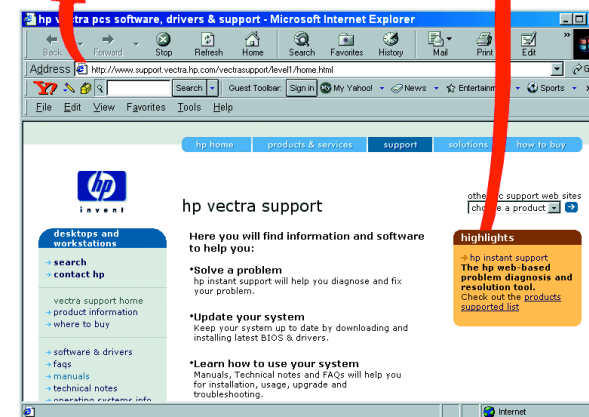 hp vectra pcs software, drivers & support - Microsoft Internet Explorer
Back Forward Stop Refresh Home Search Favorites History Mail Print Edit »
Address http://www.support.vectra.hp.com/vectrasupport/level1/home.html
Y7 Search Guest Toolbar: Sign In My Yahoo! News Sports
File Edit View Favorites Tools Help
hp home products & services support solutions how to buy
hp
invent
hp vectra support
support web sites
a product
desktops and
workstations
search
contact hp
vectra support home
product information
where to buy
software & drivers
faqs
manuals
technical notes
operating systems info
Here you will find information and software
to help you:
•Solve a problem
hp instant support will help you diagnose and fix
your problem.
•Update your system
Keep your system up to date by downloading and
installing latest BIOS & drivers.
•Learn how to use your system
Manuals, Technical notes and FAQs will help you
for installation, usage, upgrade and
troubleshooting.
highlights
hp instant support
The hp web-based
problem diagnosis and
resolution tool.
Check out the products
supported list
Internet